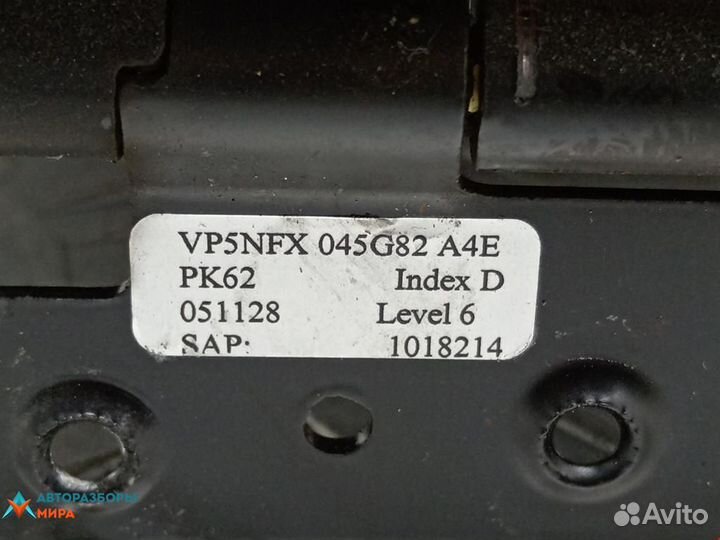 VP5NFX 045G82 A4E
PK62 Index D
051128 Level 6
SAP: 1018214
АВТОРАЗБОРЫ
МИРА
Avito